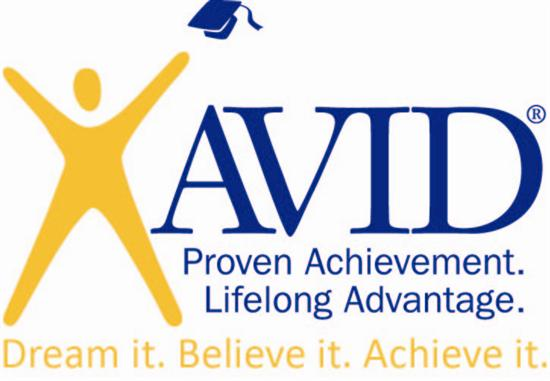 AVID®
Proven Achievement.
Lifelong Advantage.
Dream it. Believe it. Achieve it.